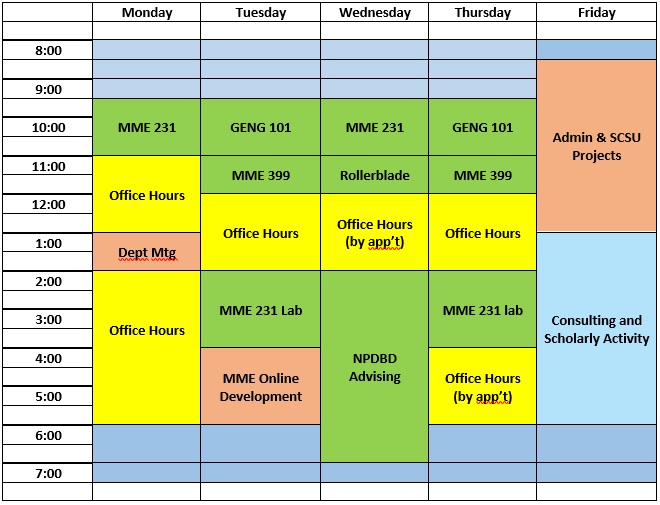 Monday Tuesday Wednesday Thursday Friday
8:00
9:00
10:00 MME 231 GENG 101 MME 231 GENG 101
Admin & SCSU
Projects
11:00 MME 399 Rollerblade MME 399
Office Hours
12:00
Office Hours Office Hours
(by app't) Office Hours
1:00 Dept Mtg
2:00
3:00 Office Hours MME 231 Lab MME 231 lab
Consulting and
Scholarly Activity
4:00 NPDBD
Advising
5:00 MME Online
Development Office Hours
(by app't)
6:00
7:00